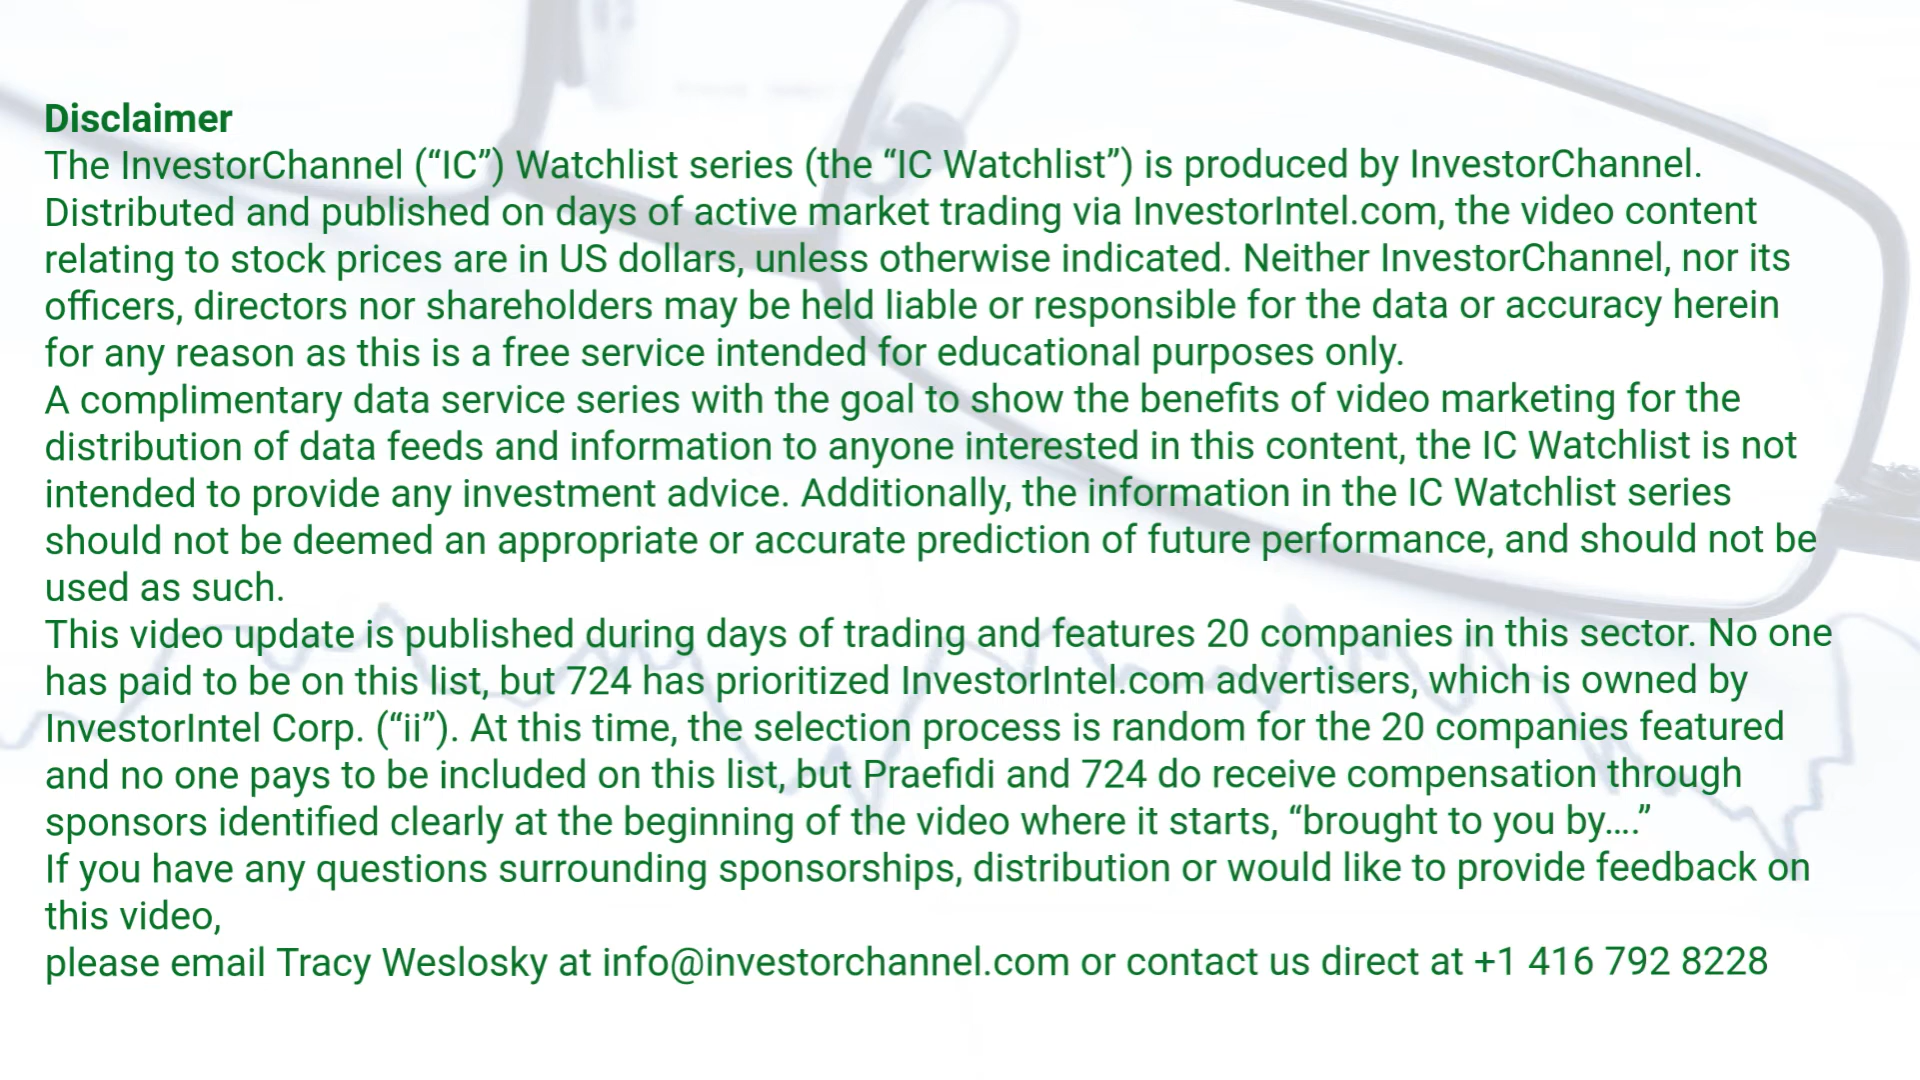 Disclaimer
The InvestorChannel (“IC”) Watchlist series (the “IC Watchlist”) is produced by InvestorChannel.
Distributed and published on days of active market trading via InvestorIntel.com, the video content
relating to stock prices are in US dollars, unless otherwise indicated. Neither InvestorChannel, nor its
officers, directors nor shareholders may be held liable or responsible for the data or accuracy herein
for any reason as this is a free service intended for educational purposes only.
A complimentary data service series with the goal to show the benefits of video marketing for the
distribution of data feeds and information to anyone interested in this content, the IC Watchlist is not
intended to provide any investment advice. Additionally, the information in the IC Watchlist series
should not be deemed an appropriate or accurate prediction of future performance, and should not be
used as such.
This video update is published during days of trading and features 20 companies in this sector. No one
has paid to be on this list, but 724 has prioritized InvestorIntel.com advertisers, which is owned by
InvestorIntel Corp. (“ii”). At this time, the selection process is random for the 20 companies featured
and no one pays to be included on this list, but Praefidi and 724 do receive compensation through
sponsors identified clearly at the beginning of the video where it starts, “brought to you by….”
If you have any questions surrounding sponsorships, distribution or would like to provide feedback on
this video,
please email Tracy Weslosky at info@investorchannel.com or contact us direct at +1 416 792 8228